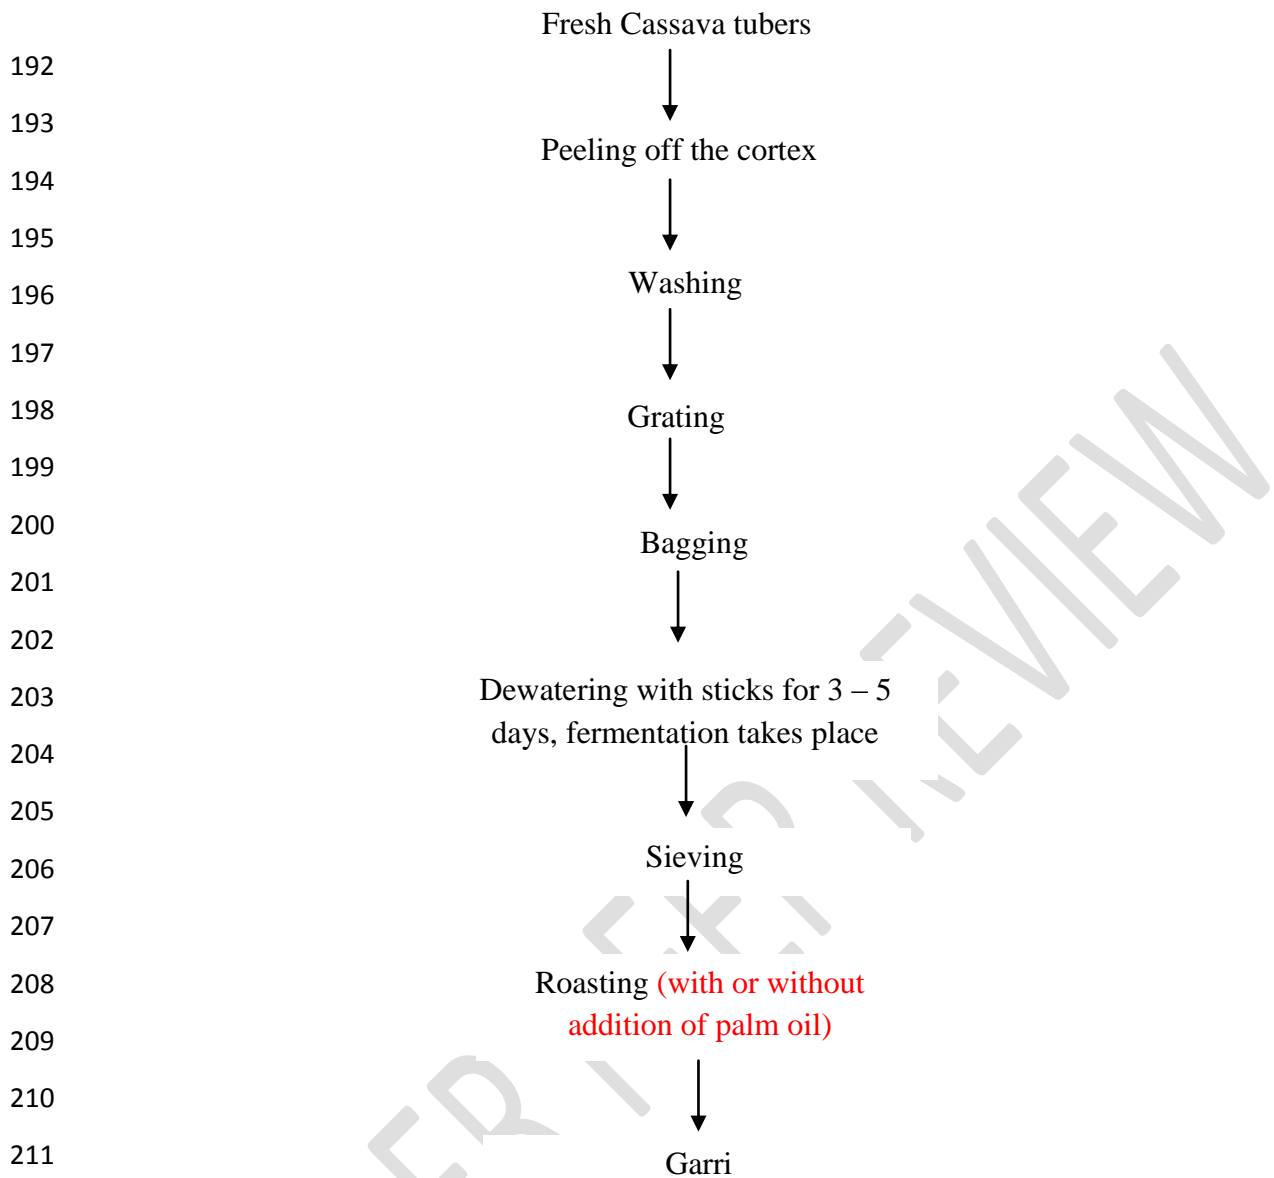 Fresh Cassava tubers
192
193
Peeling off the cortex
194
195
Washing
196
197
Grating
198
199
200
Bagging
201
202
Dewatering with sticks for 3 – 5
203
days, fermentation takes place
204
205
Sieving
206
207
Roasting (with or without
208
addition of palm oil)
209
210
211
Garri